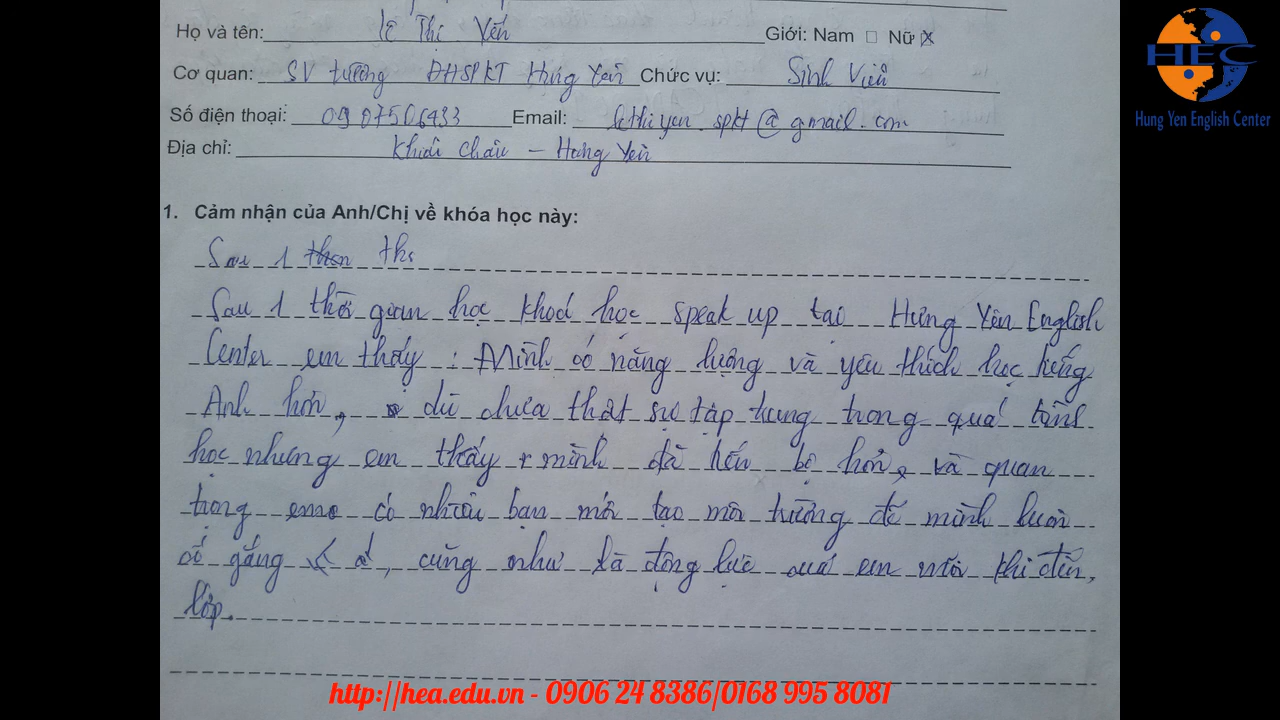 Họ và tên: Lê Thị Yến Giới: Nam □ Nữ ☒
Cơ quan: SV trường ĐHSPKT Hưng Yên Chức vụ: Sinh Viên
Số điện thoại: 0987506433 Email: lethiyen.spkt@gmail.com
Địa chỉ: Khoái Châu - Hưng Yên
1. Cảm nhận của Anh/Chị về khóa học này:
Sau 1 then th
Sau 1 thời gian học khoá học speak up tại Hưng Yên English
Center em thấy : Mình có năng lượng và yêu thích học tiếng
Anh hơn, dù chưa thật sự tập trung trong quá trình
học nhưng em thấy mình đã tiến bộ hơn, và quan
trọng em có nhiều bạn mới tạo môi trường để mình luôn
cố gắng, cũng như là động lực của em mỗi khi đến
lớp.
HEC
Hung Yen English Center
http://hea.edu.vn - 0906 24 8386/0168 995 8081